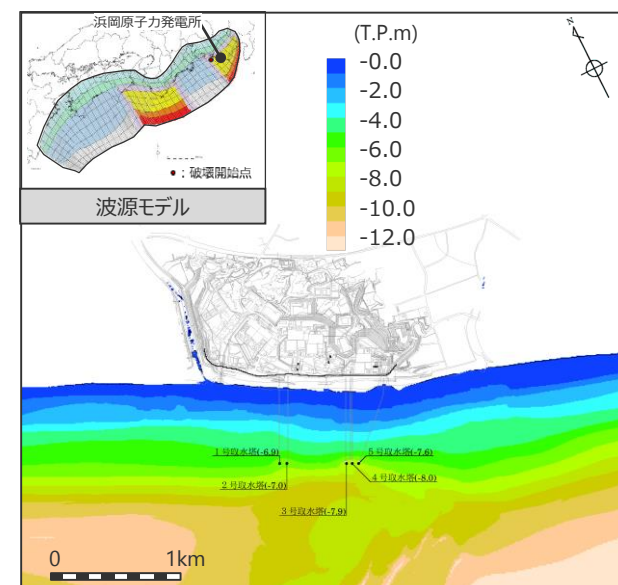 浜岡原子力発電所
●：破壊開始点
波源モデル
(T.P.m)
-0.0
-2.0
-4.0
-6.0
-8.0
-10.0
-12.0
N
1号取水塔(-6.9)
5号取水塔(-7.6)
2号取水塔(-7.0)
4号取水塔(-8.0)
3号取水塔(-7.9)
0 1km